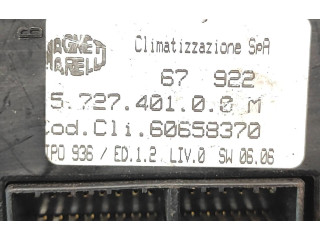 MAGNETI
MARELLI
Climatizzazione SpA
67 922
5.727.401.0.0 M
Cod.Cli.60658370
TPO 936 / ED.1.2 LIV.0 SW 06.06